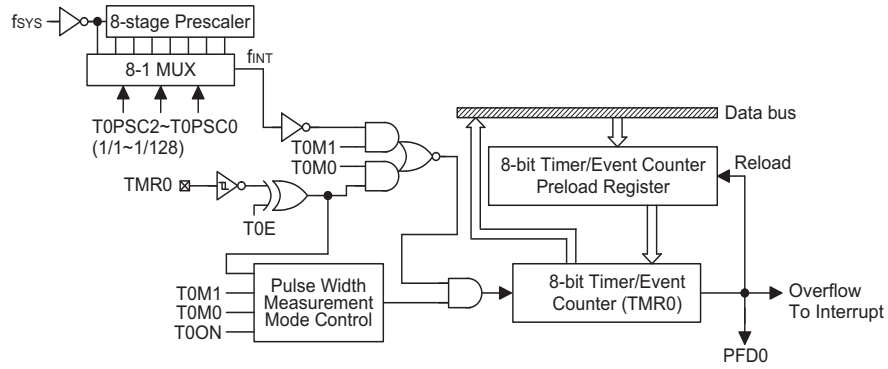 fSYS
8-stage Prescaler
8-1 MUX
fINT
T0PSC2~T0PSC0
(1/1~1/128)
Data bus
T0M1
T0M0
8-bit Timer/Event Counter
Preload Register
Reload
TMR0
T0E
Pulse Width
Measurement
Mode Control
T0M1
T0M0
T0ON
8-bit Timer/Event
Counter (TMR0)
Overflow
To Interrupt
PFD0